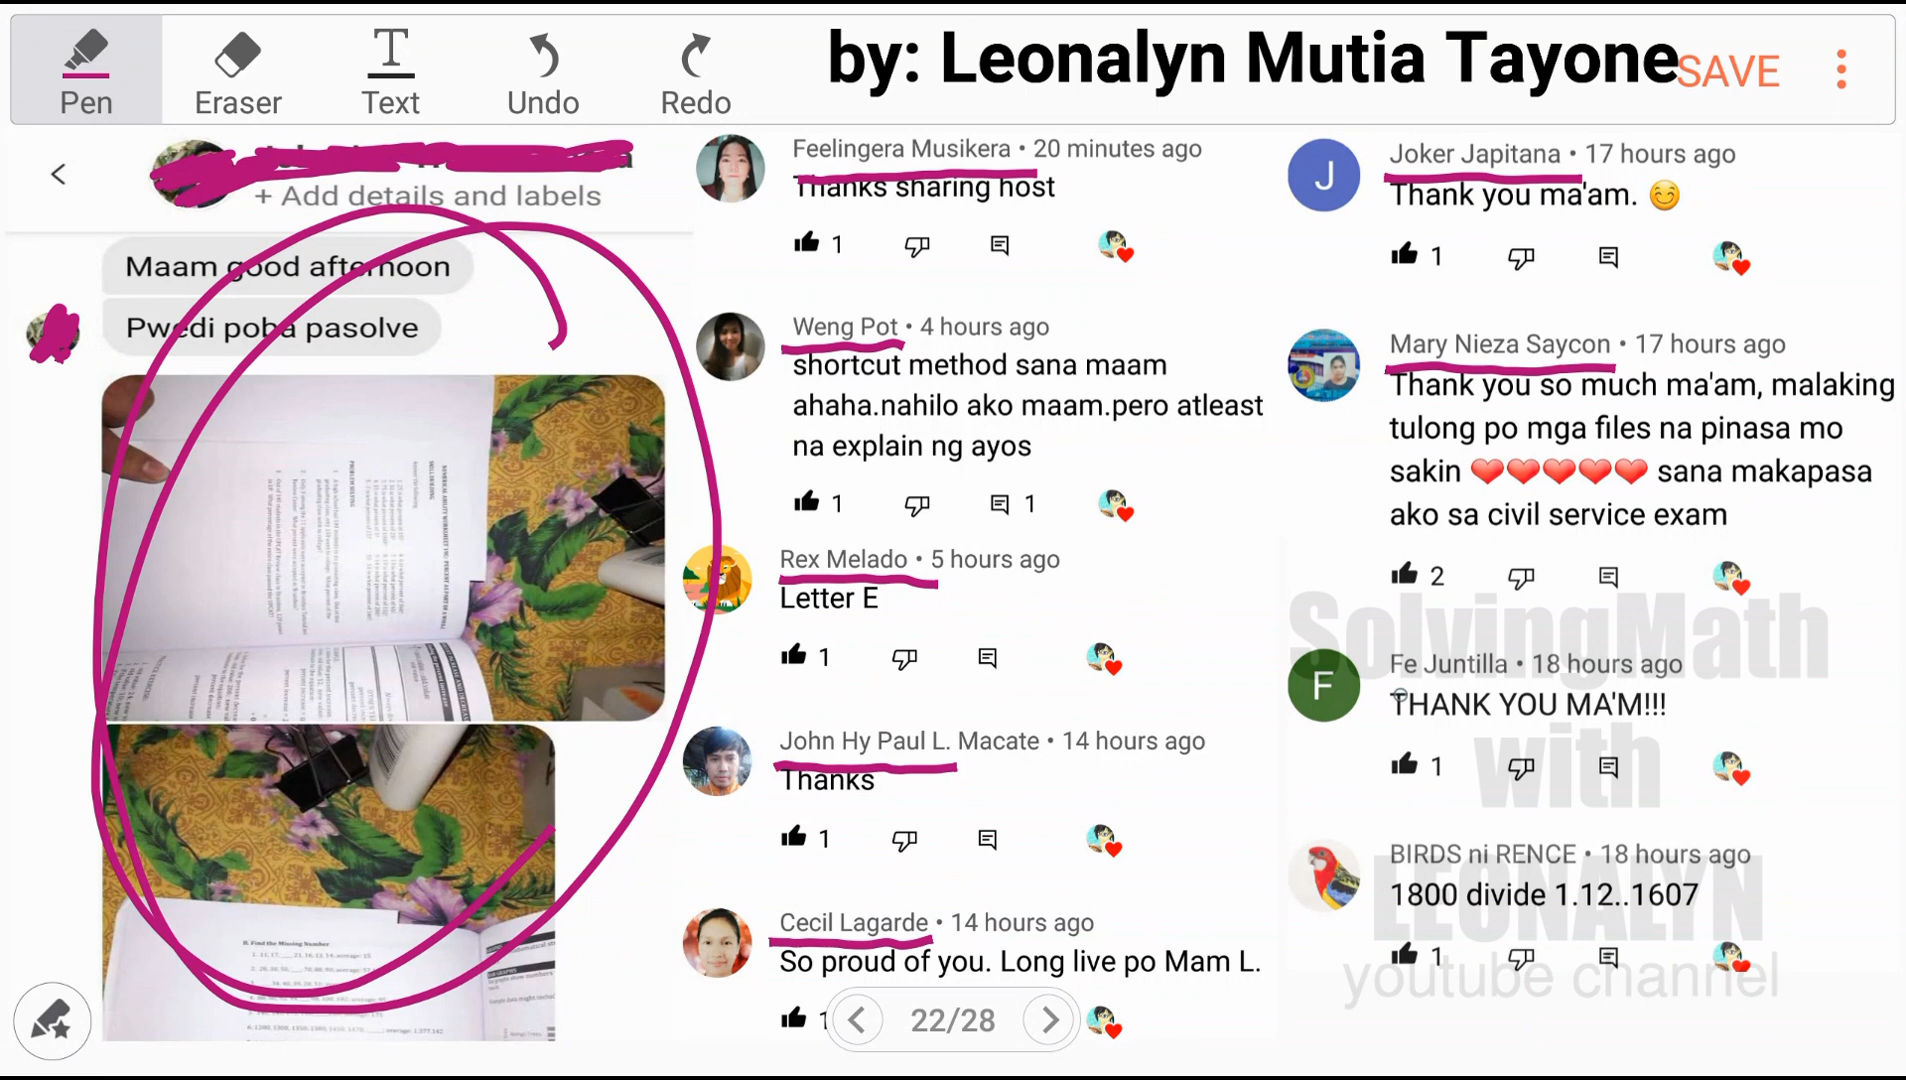 Pen
Eraser
Text
Undo
Redo
by: Leonalyn Mutia Tayone
SAVE
+ Add details and labels
Maam good afternoon
Pwedi poba pasolve
II. Find the Missing Number
Feelingera Musikera • 20 minutes ago
Thanks sharing host
1
Weng Pot • 4 hours ago
shortcut method sana maam
ahaha.nahilo ako maam.pero atleast
na explain ng ayos
1
1
Rex Melado • 5 hours ago
Letter E
1
John Hy Paul L. Macate • 14 hours ago
Thanks
1
Cecil Lagarde • 14 hours ago
So proud of you. Long live po Mam L.
1
22/28
J
Joker Japitana • 17 hours ago
Thank you ma'am. 😊
1
Mary Nieza Saycon • 17 hours ago
Thank you so much ma'am, malaking
tulong po mga files na pinasa mo
sakin ❤❤❤❤❤ sana makapasa
ako sa civil service exam
2
F
Fe Juntilla • 18 hours ago
THANK YOU MA'M!!!
1
BIRDS ni RENCE • 18 hours ago
1800 divide 1.12..1607
1
SolvingMath
with
LEONALYN
youtube channel